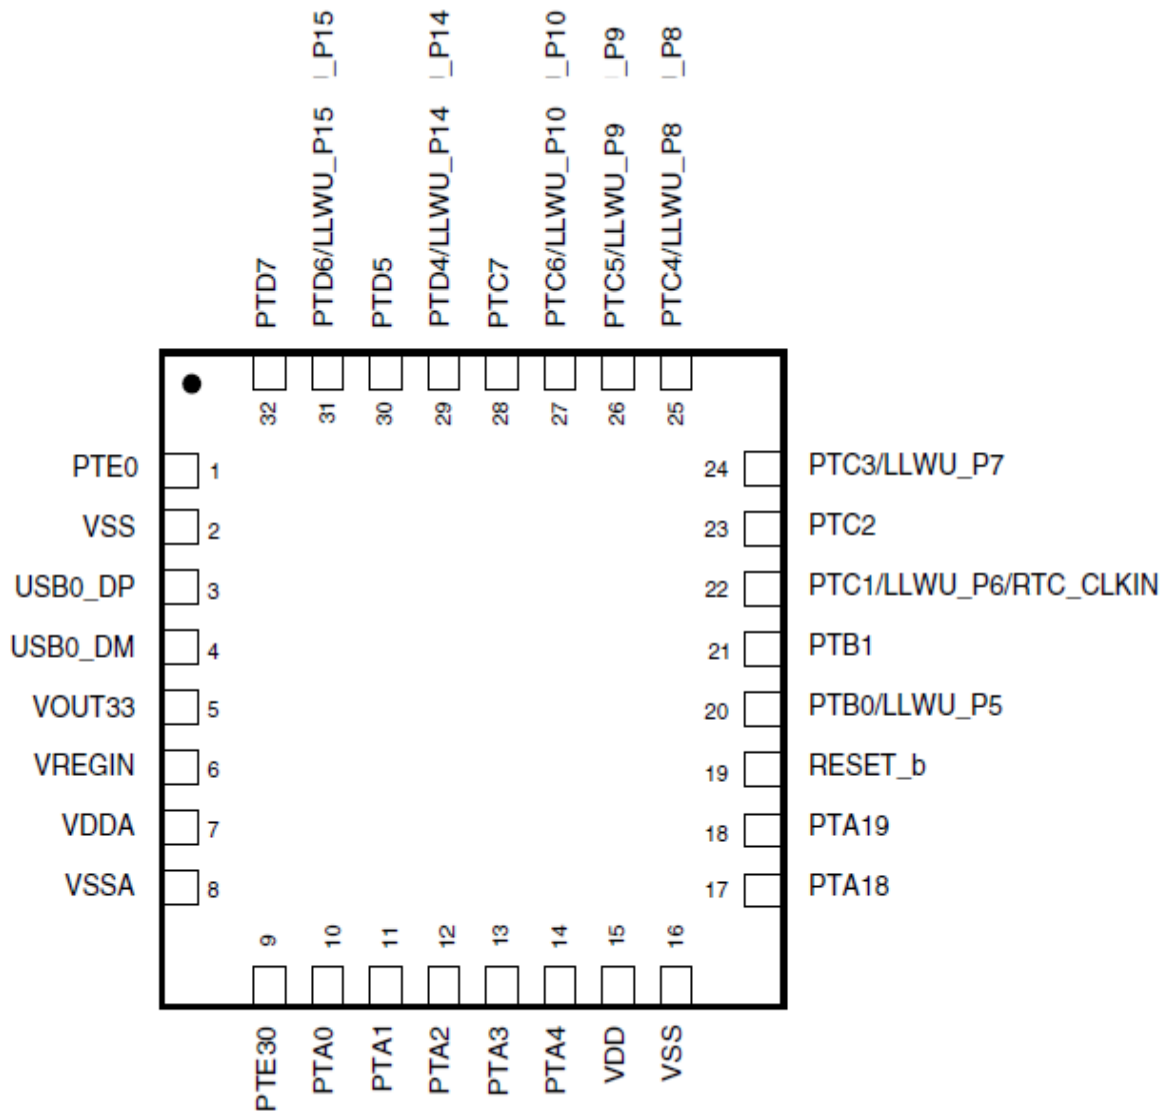 _P15
_P14
_P10
_P9
_P8
PTD7
PTD6/LLWU_P15
PTD5
PTD4/LLWU_P14
PTC7
PTC6/LLWU_P10
PTC5/LLWU_P9
PTC4/LLWU_P8
32
31
30
29
28
27
26
25
PTE0 1
VSS 2
USB0_DP 3
USB0_DM 4
VOUT33 5
VREGIN 6
VDDA 7
VSSA 8
24 PTC3/LLWU_P7
23 PTC2
22 PTC1/LLWU_P6/RTC_CLKIN
21 PTB1
20 PTB0/LLWU_P5
19 RESET_b
18 PTA19
17 PTA18
9
10
11
12
13
14
15
16
PTE30
PTA0
PTA1
PTA2
PTA3
PTA4
VDD
VSS